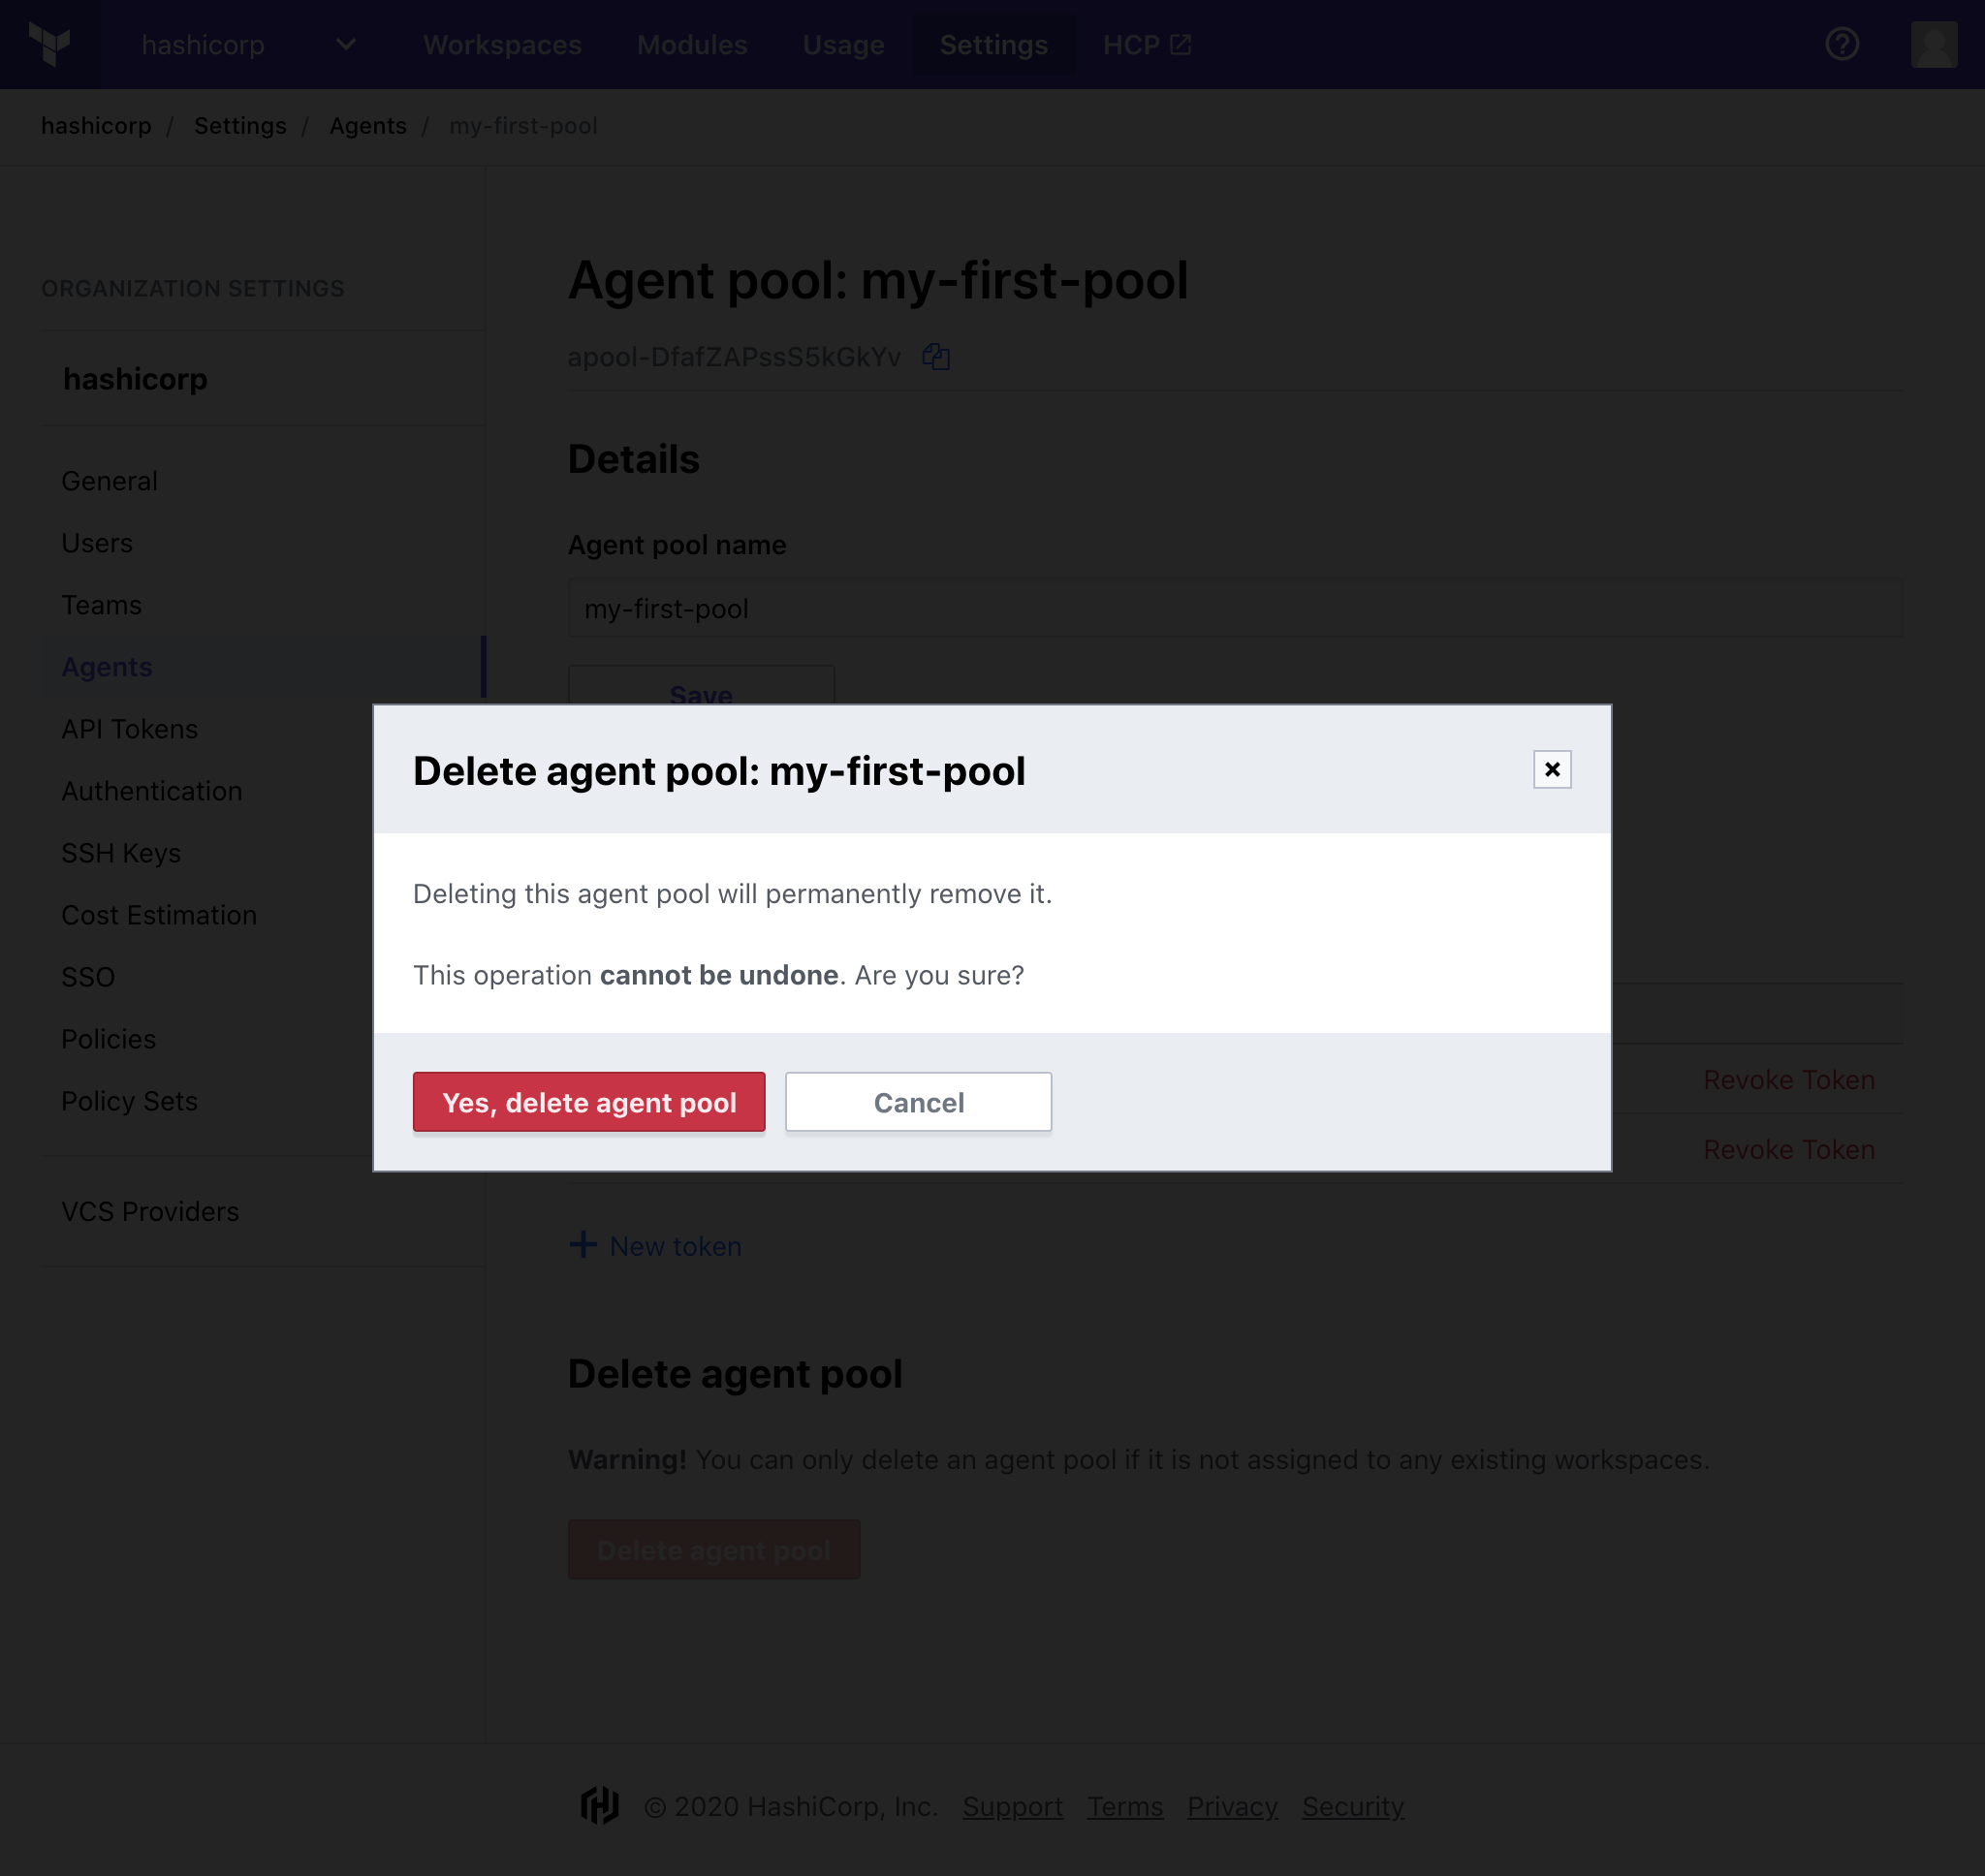 hashicorp Workspaces Modules Usage Settings HCP
hashicorp / Settings / Agents / my-first-pool
ORGANIZATION SETTINGS
hashicorp
General
Users
Teams
Agents
API Tokens
Authentication
SSH Keys
Cost Estimation
SSO
Policies
Policy Sets
VCS Providers
Agent pool: my-first-pool
apool-DfafZAPssS5kGkYv
Details
Agent pool name
my-first-pool
Save
Delete agent pool: my-first-pool
Deleting this agent pool will permanently remove it.
This operation cannot be undone. Are you sure?
Yes, delete agent pool
Cancel
Revoke Token
Revoke Token
New token
Delete agent pool
Warning! You can only delete an agent pool if it is not assigned to any existing workspaces.
Delete agent pool
© 2020 HashiCorp, Inc. Support Terms Privacy Security